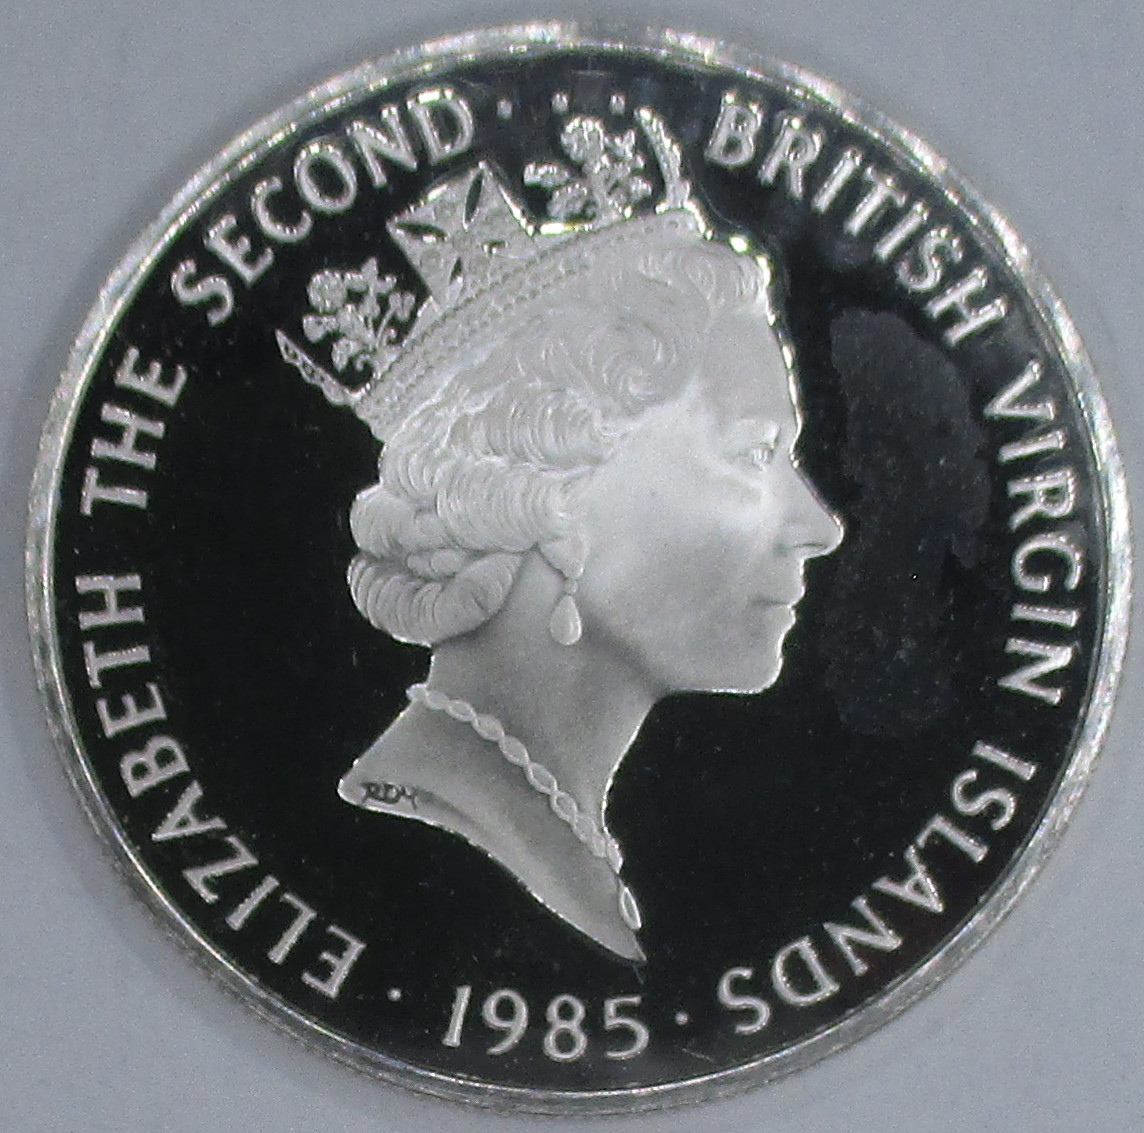 ELIZABETH THE SECOND · · · BRITISH VIRGIN ISLANDS · 1985 ·
RDM